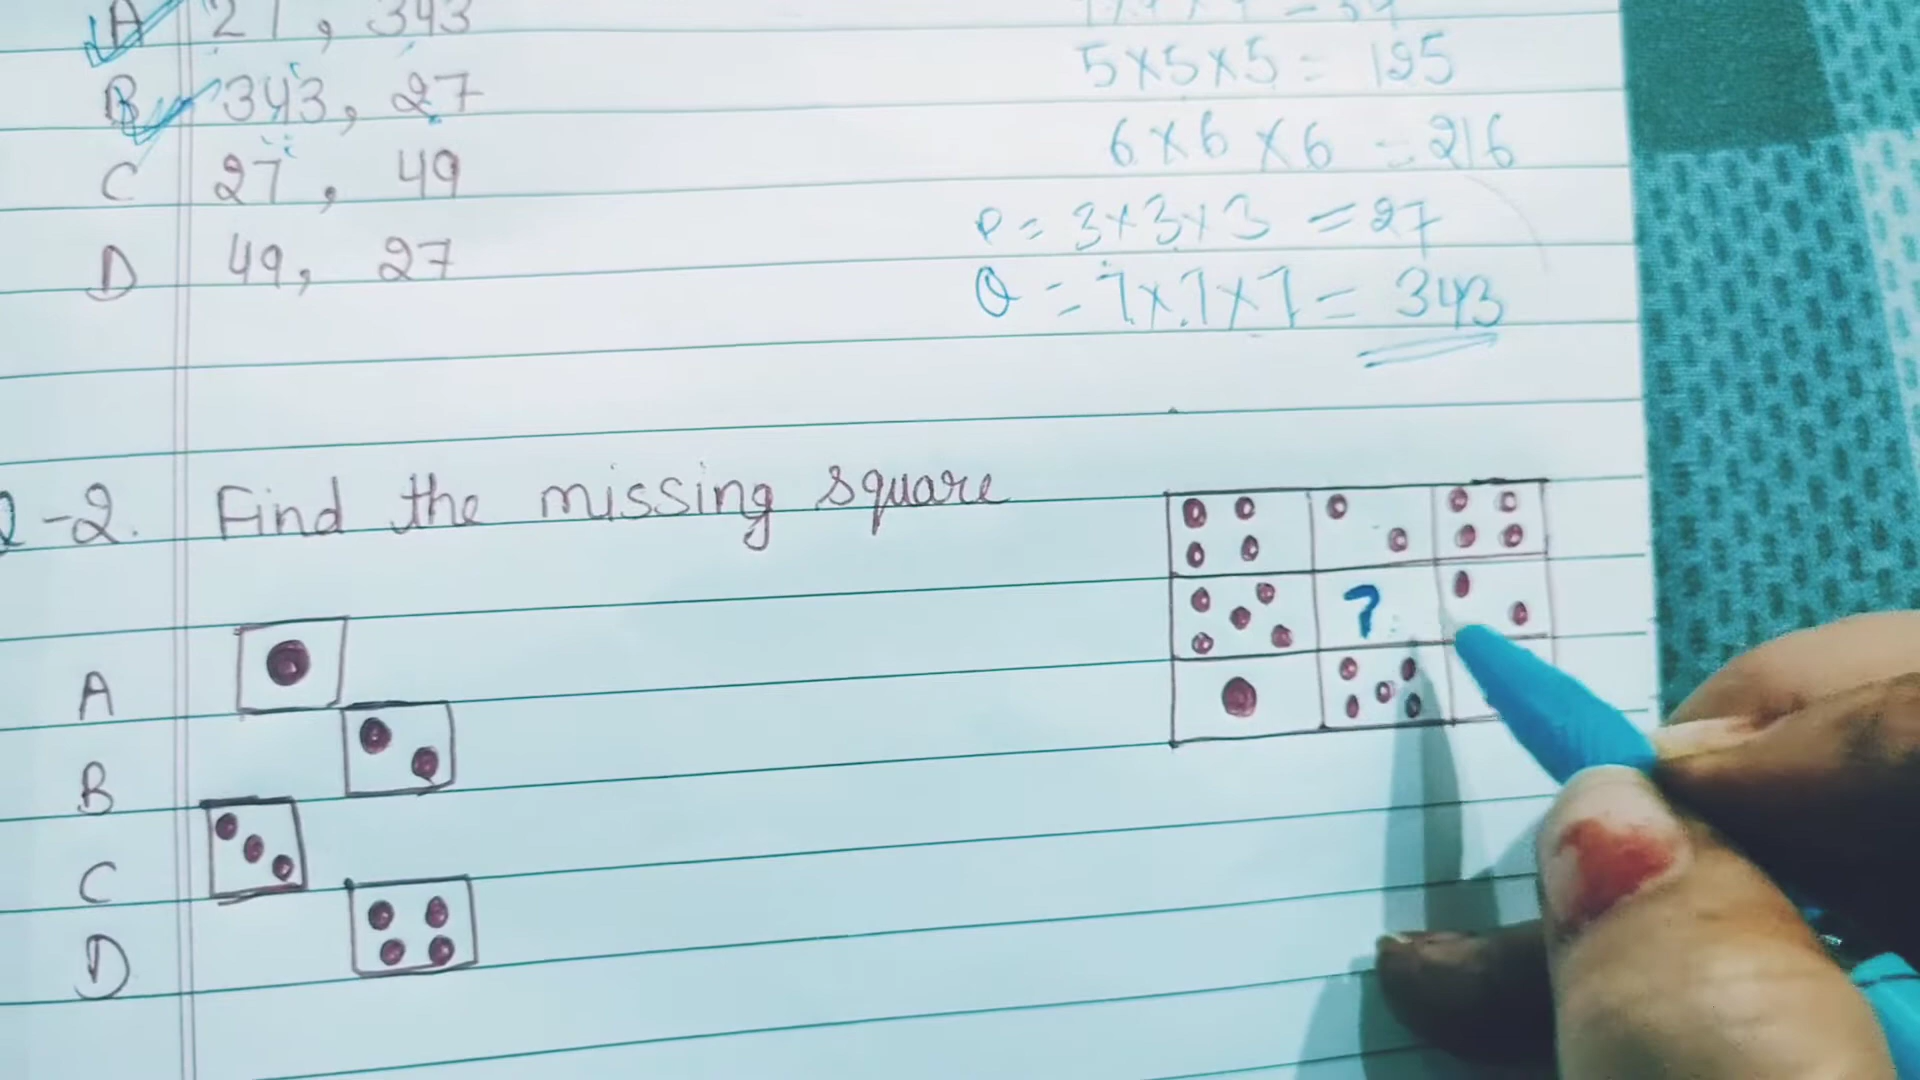 A 27, 343
B 343, 27
C 27, 49
D 49, 27
5×5×5= 125
6×6×6 = 216
P = 3×3×3 = 27
Q = 7×7×7 = 343
-2. Find the missing square
?
A
B
C
D